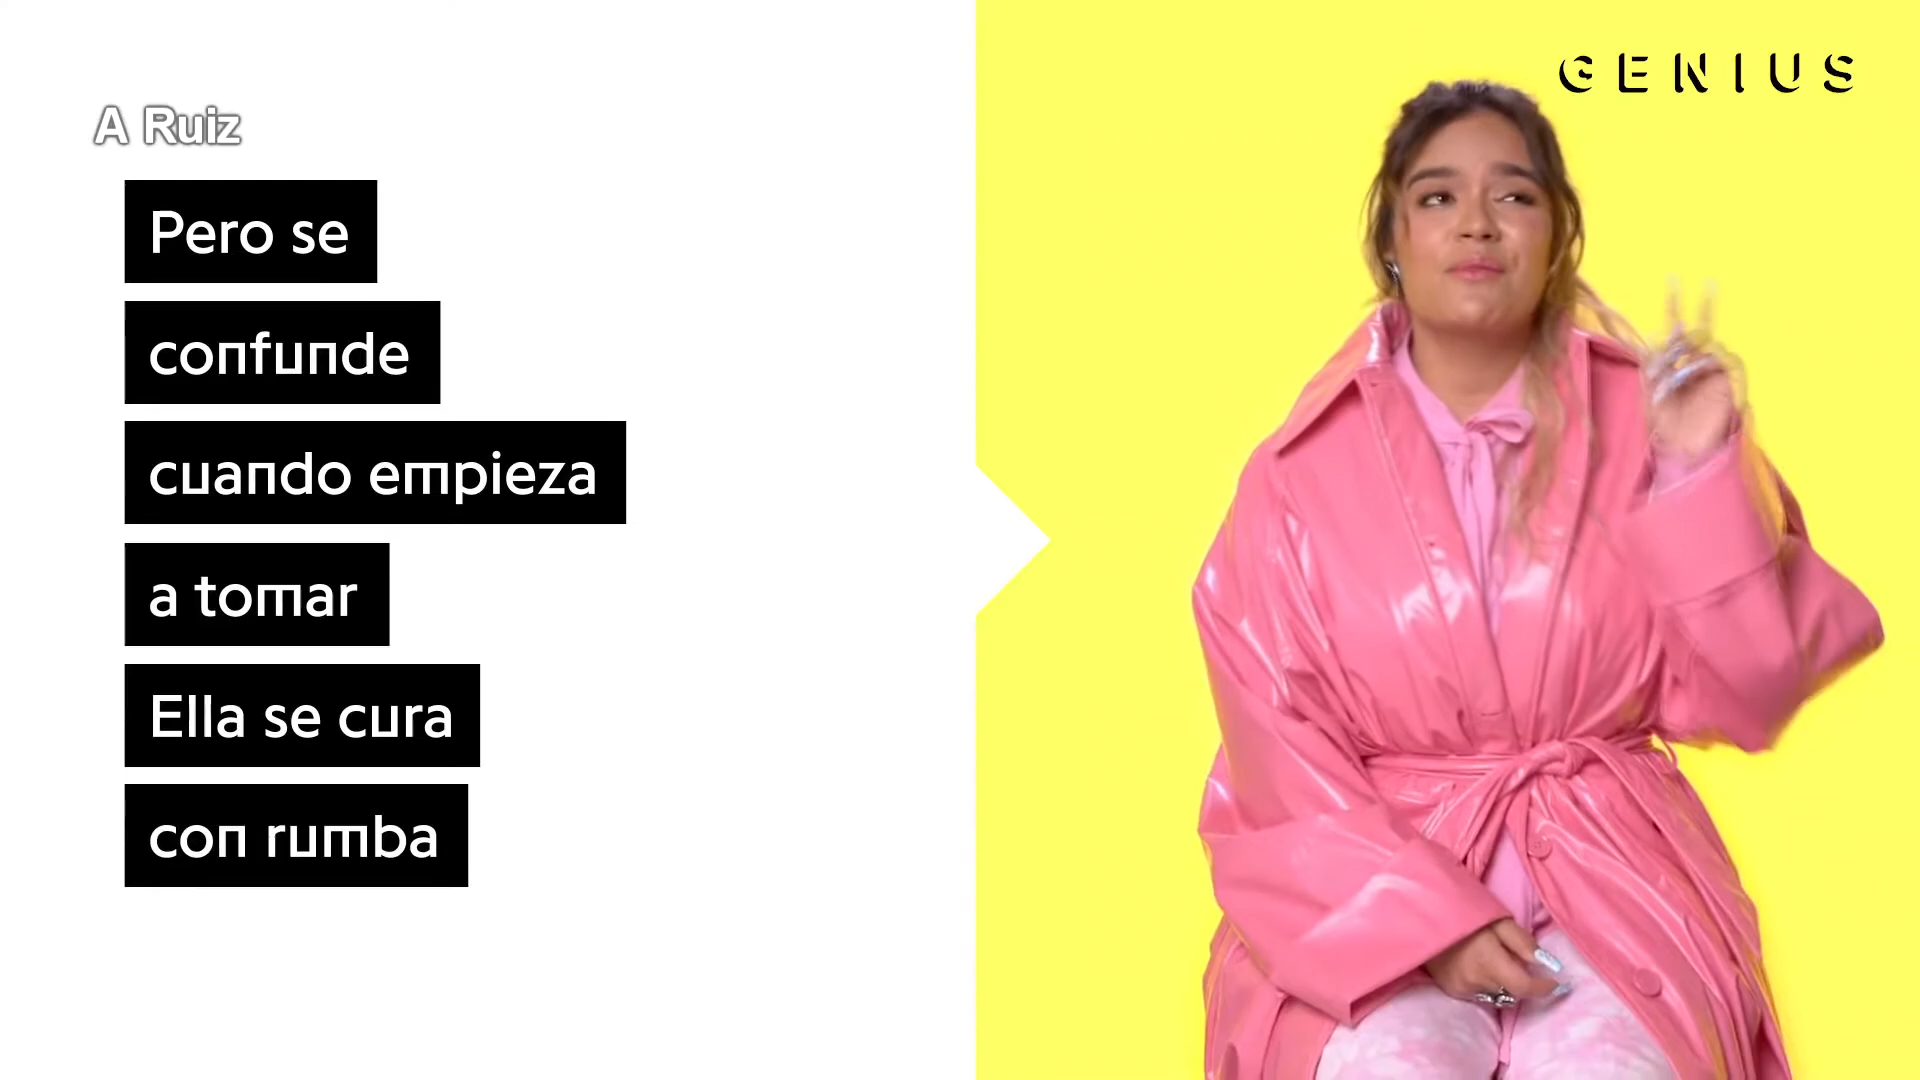 GENIUS
A Ruiz
Pero se
confunde
cuando empieza
a tomar
Ella se cura
con rumba